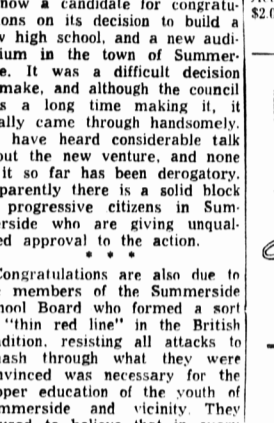 now a candidate for congratu-
ons on its decision to build a
high school, and a new audi-
ium in the town of Summer-
e. It was a difficult decision
make, and although the council
s a long time making it, it
ally came through handsomely.
have heard considerable talk
out the new venture, and none
it so far has been derogatory.
parently there is a solid block
progressive citizens in Sum-
erside who are giving unqual-
ed approval to the action.
* * *
Congratulations are also due to
members of the Summerside
hool Board who formed a sort
"thin red line" in the British
dition, resisting all attacks to
ash through what they were
nvinced was necessary for the
oper education of the youth of
mmerside and vicinity. They
to believe that in
$2.0